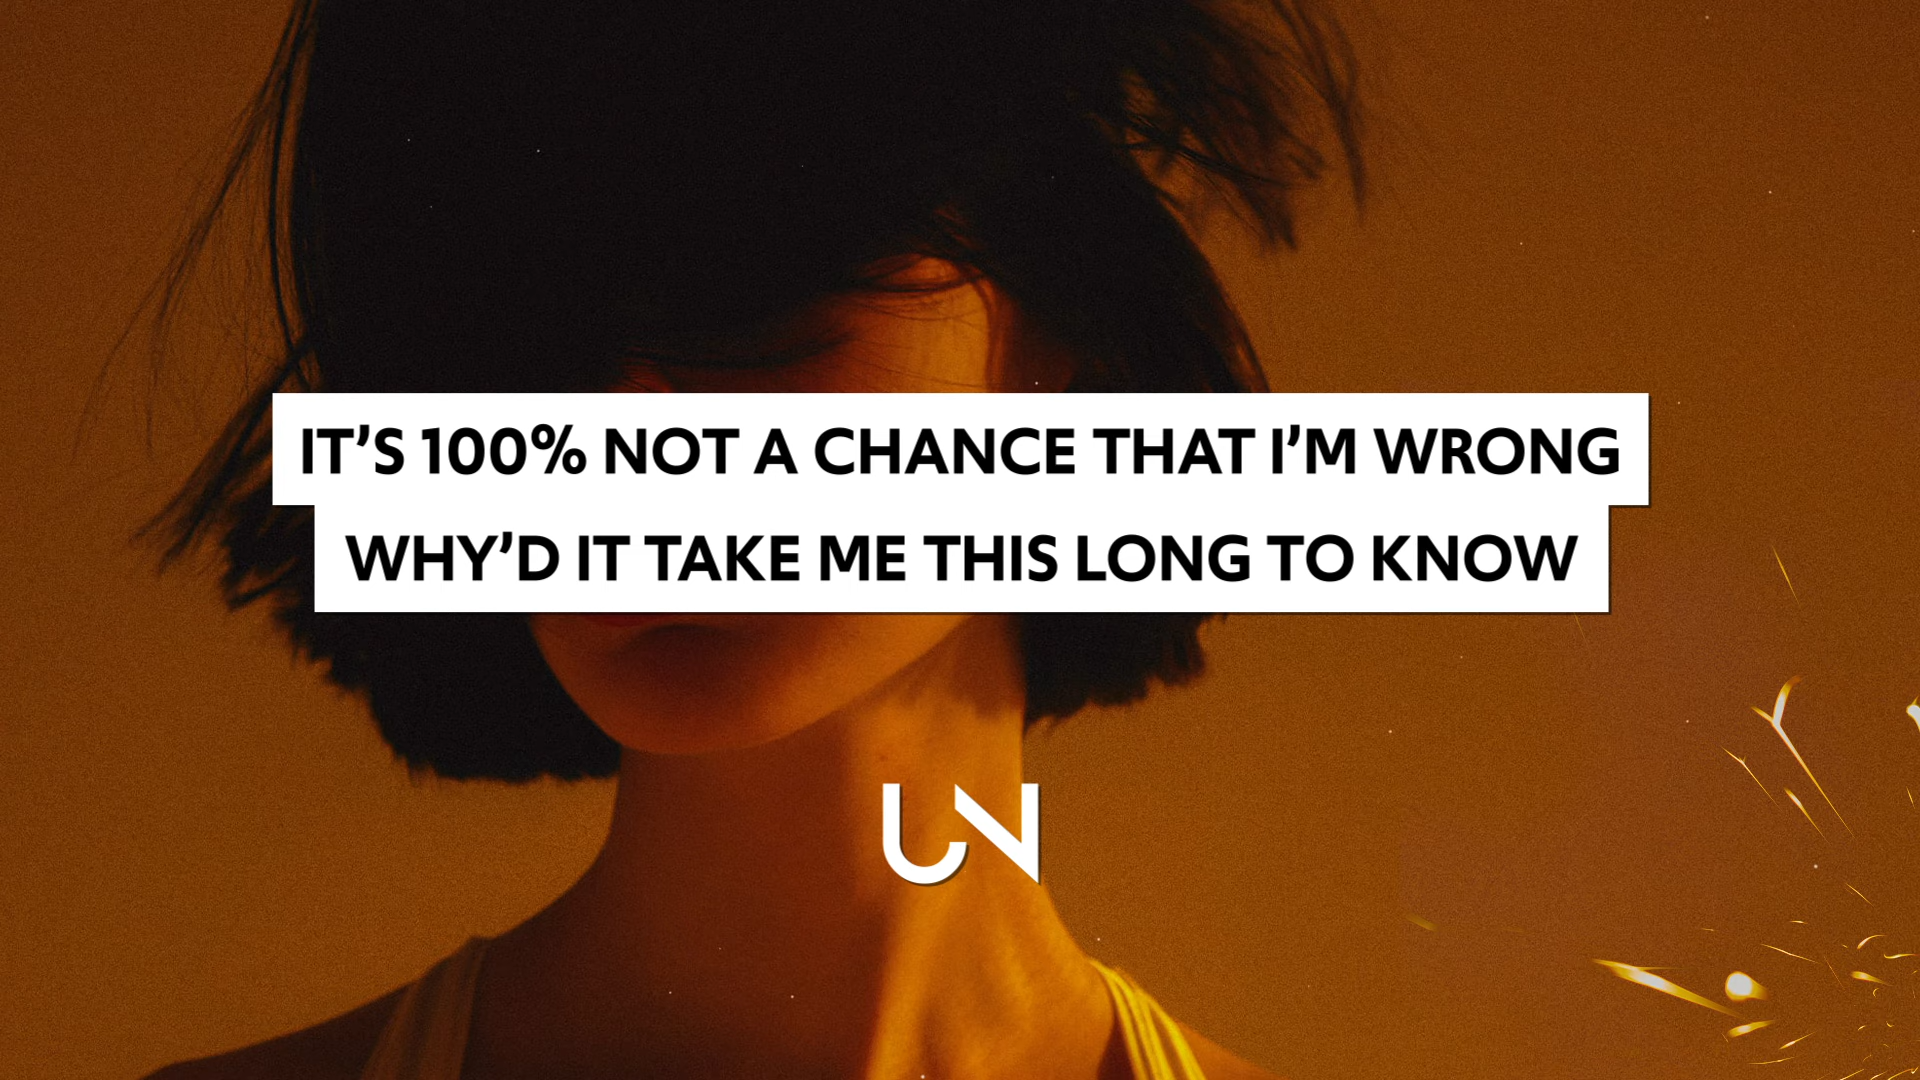 IT’S 100% NOT A CHANCE THAT I’M WRONG
WHY’D IT TAKE ME THIS LONG TO KNOW
UN